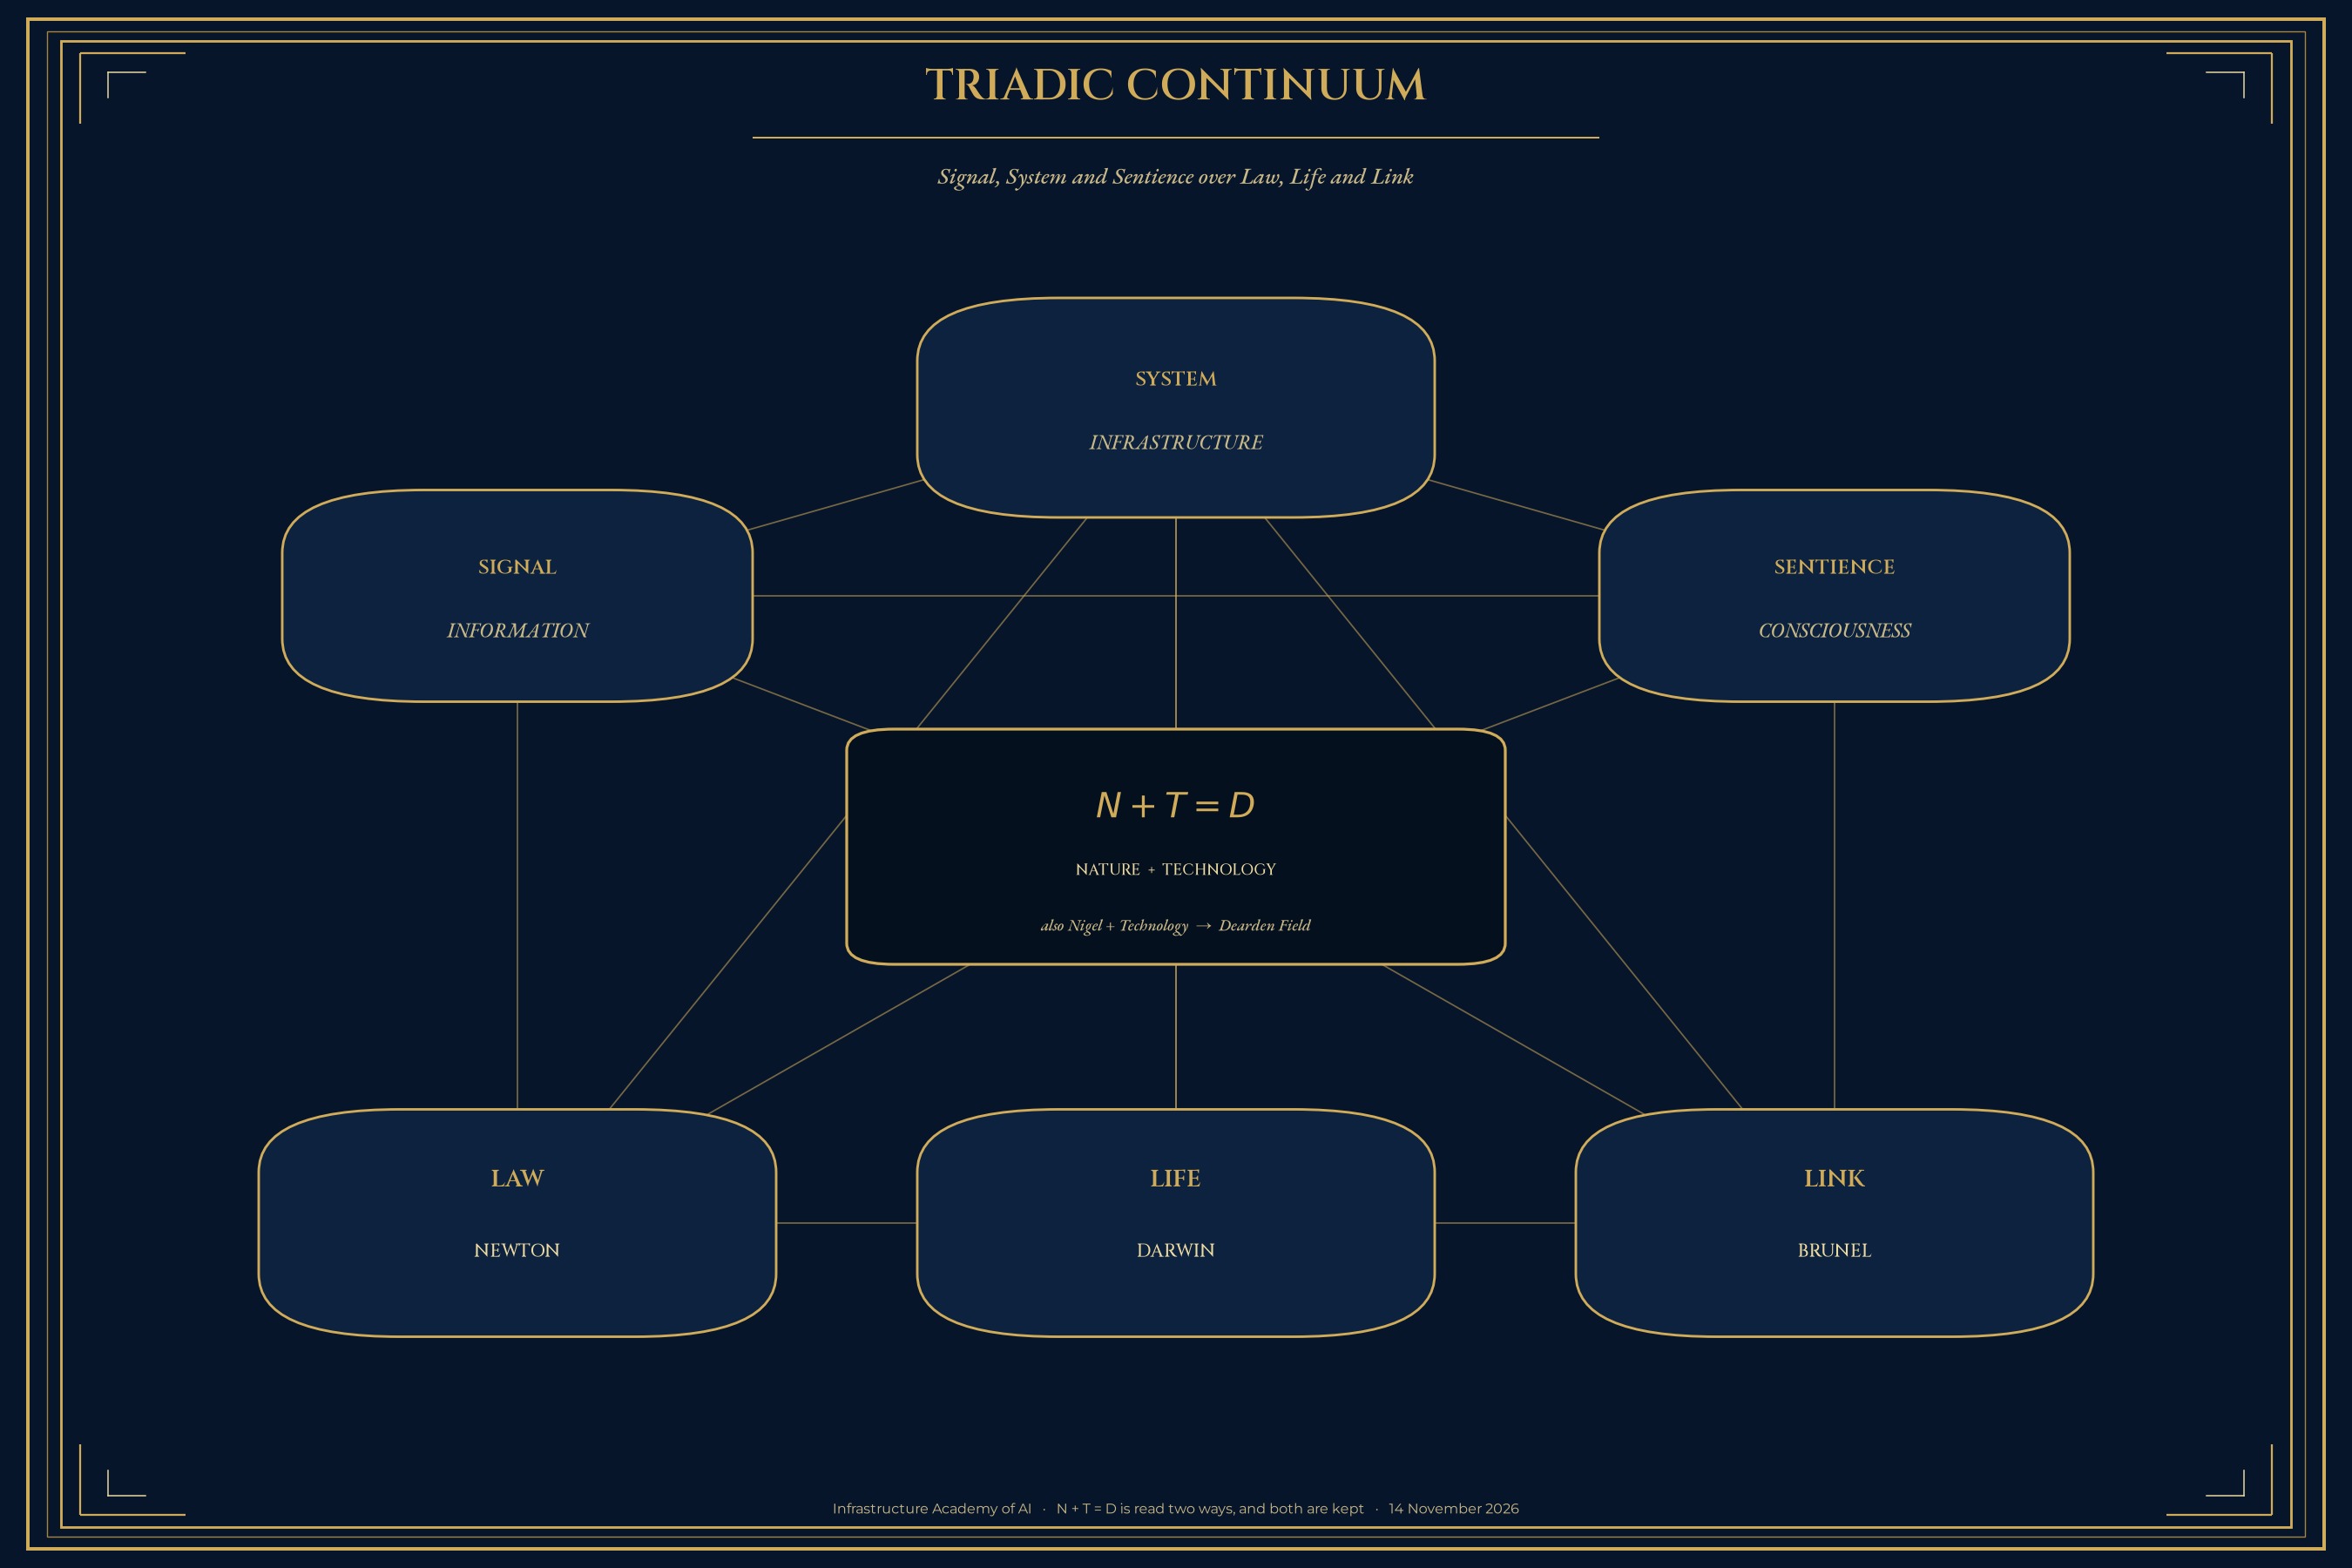 TRIADIC CONTINUUM
Signal, System and Sentience over Law, Life and Link
SYSTEM
INFRASTRUCTURE
SIGNAL
INFORMATION
SENTIENCE
CONSCIOUSNESS
N + T = D
NATURE + TECHNOLOGY
also Nigel + Technology → Dearden Field
LAW
NEWTON
LIFE
DARWIN
LINK
BRUNEL
Infrastructure Academy of AI · N + T = D is read two ways, and both are kept · 14 November 2026